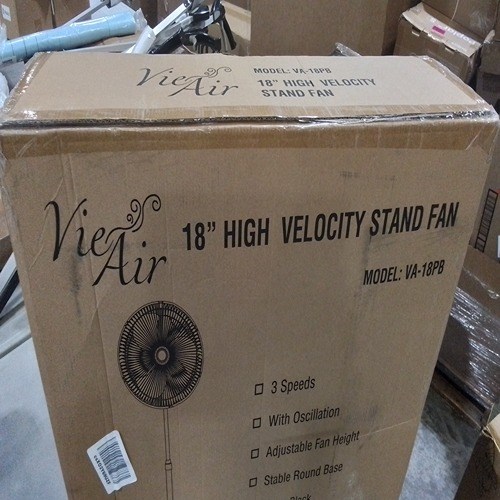 Vie Air
MODEL: VA-18PB
18" HIGH VELOCITY
STAND FAN
Vie Air
18” HIGH VELOCITY STAND FAN
MODEL: VA-18PB
3 Speeds
With Oscillation
Adjustable Fan Height
Stable Round Base
Black